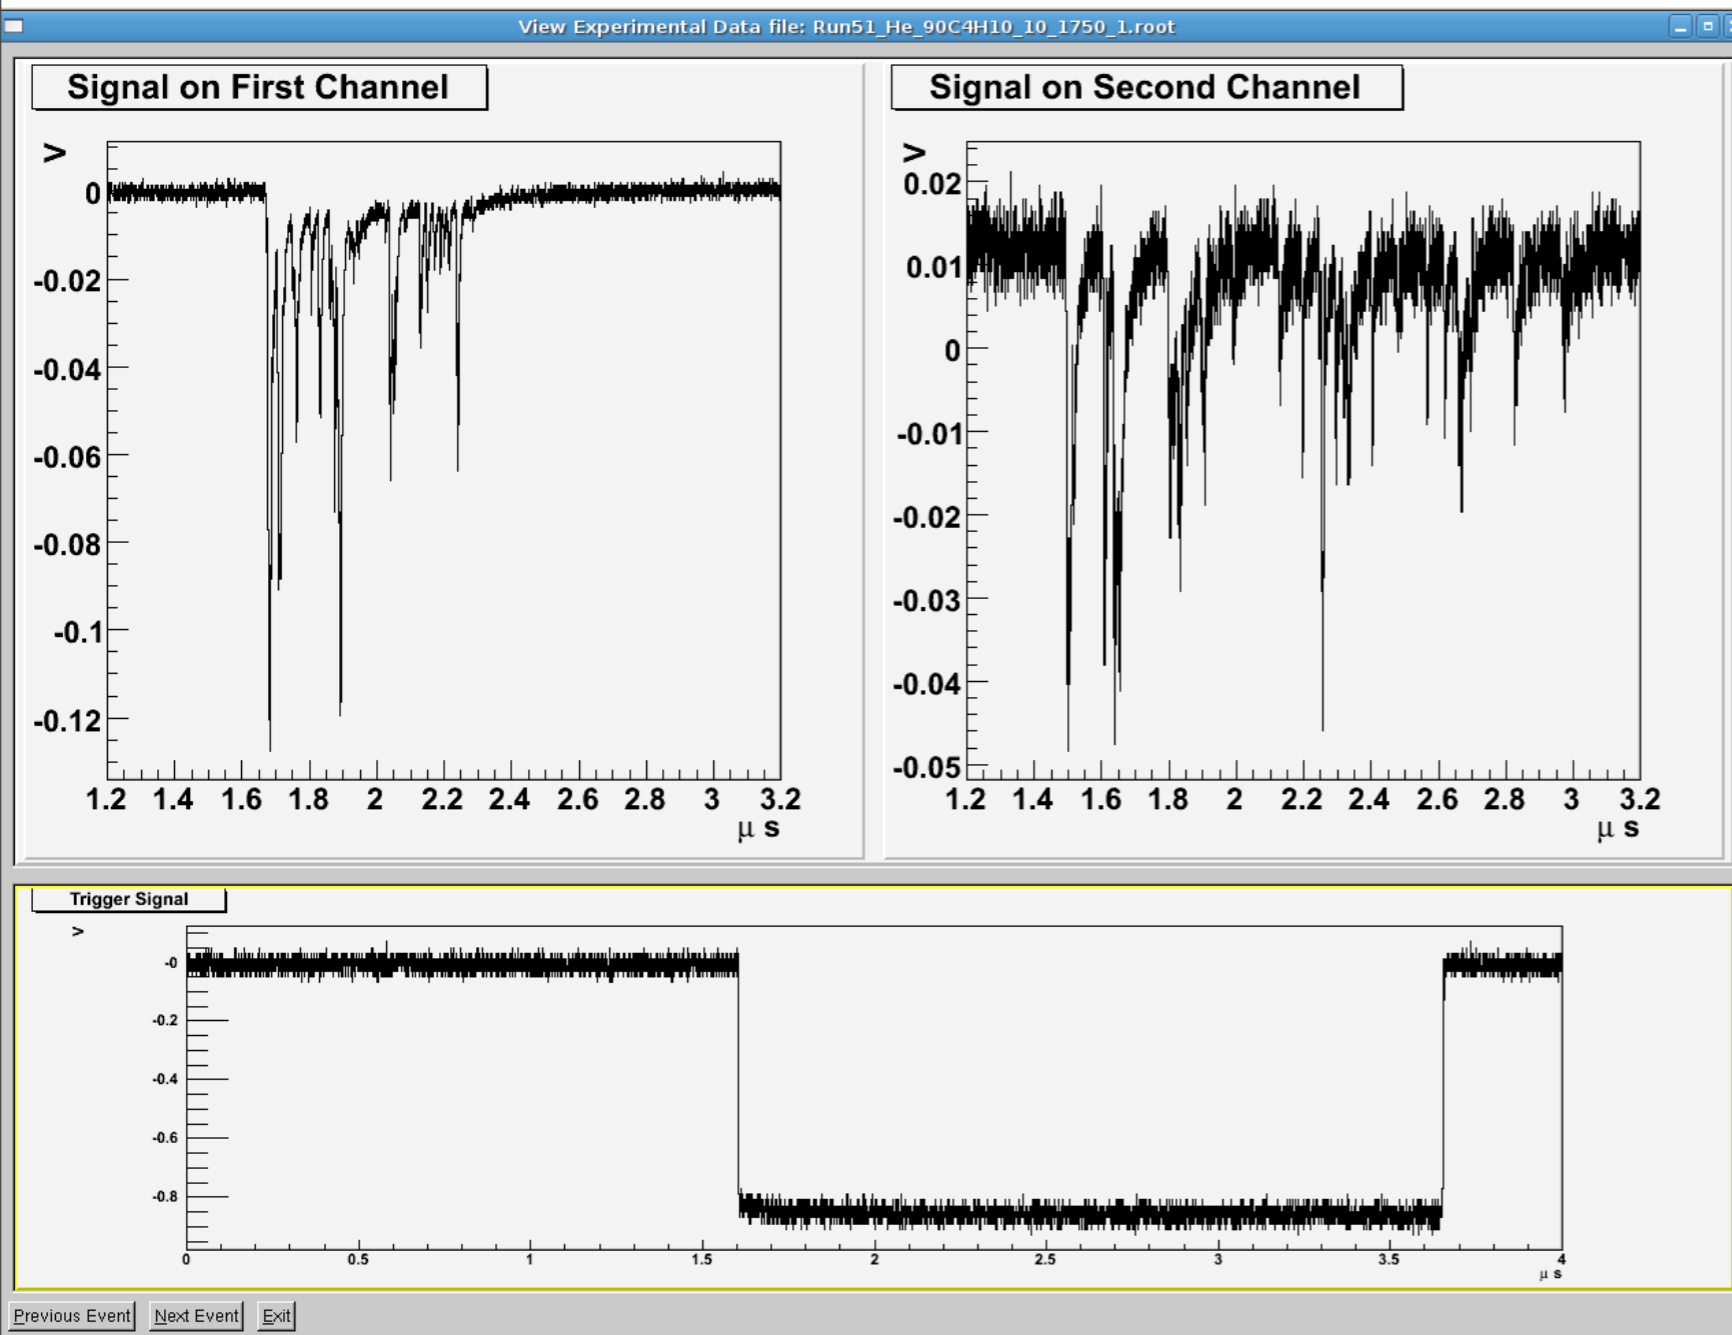 View Experimental Data file: Run51_He_90C4H10_10_1750_1.root
Signal on First Channel
V
0
-0.02
-0.04
-0.06
-0.08
-0.1
-0.12
1.2 1.4 1.6 1.8 2 2.2 2.4 2.6 2.8 3 3.2
μ s
Signal on Second Channel
V
0.02
0.01
0
-0.01
-0.02
-0.03
-0.04
-0.05
1.2 1.4 1.6 1.8 2 2.2 2.4 2.6 2.8 3 3.2
μ s
Trigger Signal
V
-0
-0.2
-0.4
-0.6
-0.8
0 0.5 1 1.5 2 2.5 3 3.5 4
μ s
Previous Event Next Event Exit